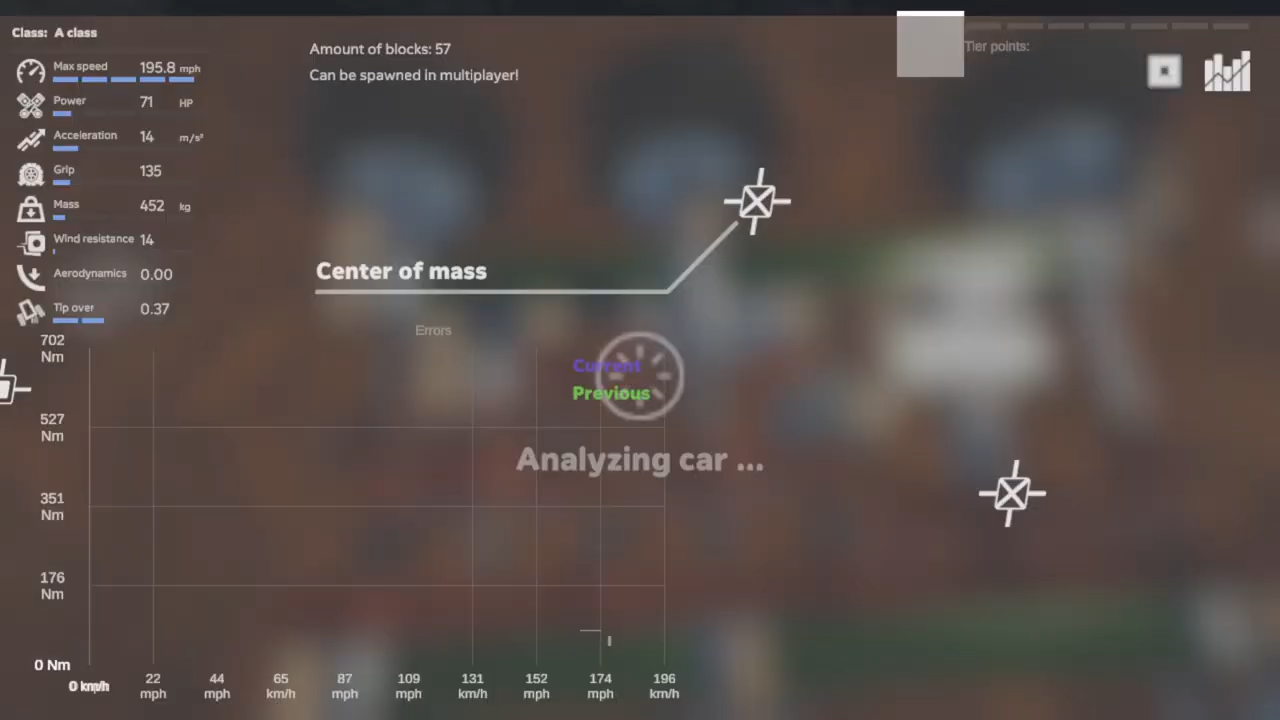 Class: A class
Max speed 195.8 mph
Power 71 HP
Acceleration 14 m/s²
Grip 135
Mass 452 kg
Wind resistance 14
Aerodynamics 0.00
Tip over 0.37
Amount of blocks: 57
Can be spawned in multiplayer!
Tier points:
Center of mass
Errors
Current
Previous
Analyzing car ...
702 Nm
527 Nm
351 Nm
176 Nm
0 Nm
0 km/h
22 mph
44 mph
65 km/h
87 mph
109 mph
131 km/h
152 mph
174 mph
196 km/h